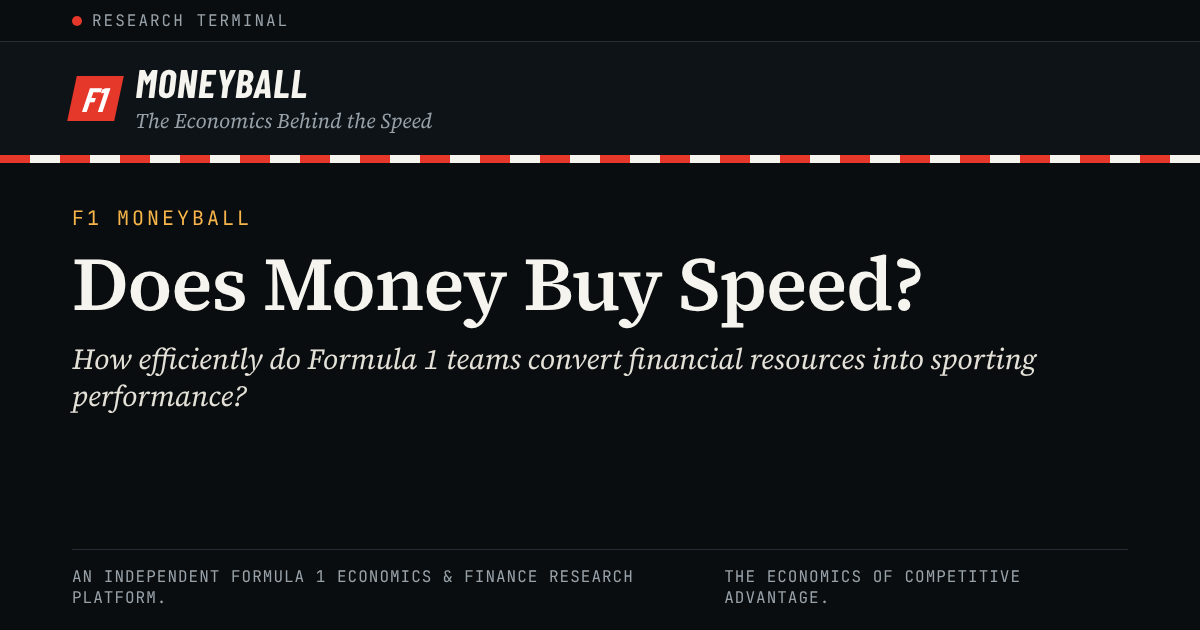 RESEARCH TERMINAL
F1
MONEYBALL
The Economics Behind the Speed
F1 MONEYBALL
Does Money Buy Speed?
How efficiently do Formula 1 teams convert financial resources into sporting
performance?
AN INDEPENDENT FORMULA 1 ECONOMICS & FINANCE RESEARCH
PLATFORM.
THE ECONOMICS OF COMPETITIVE
ADVANTAGE.